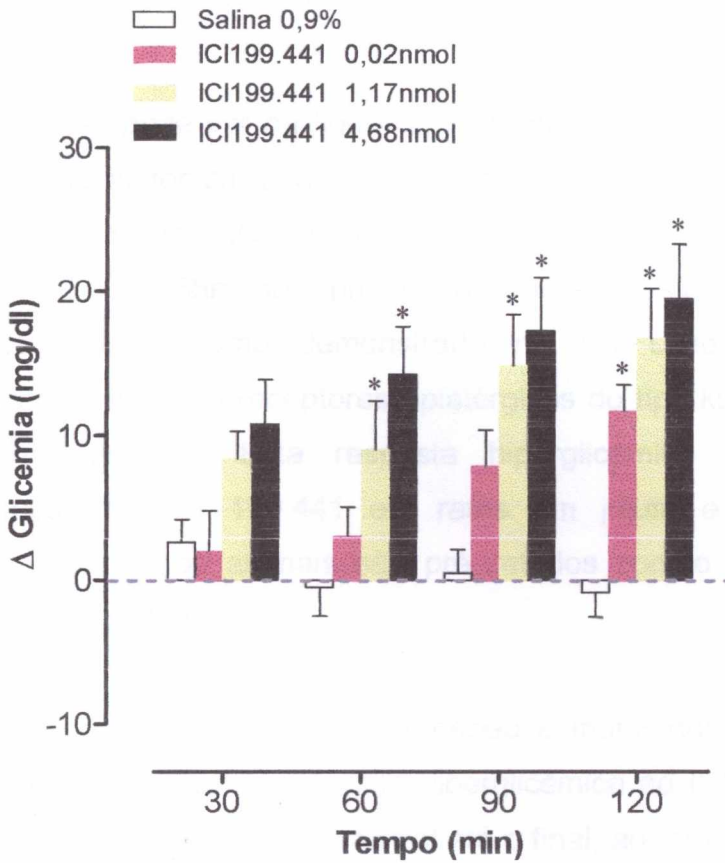 Salina 0,9%
ICI199.441 0,02nmol
ICI199.441 1,17nmol
ICI199.441 4,68nmol
Δ Glicemia (mg/dl)
30
20
10
0
-10
*
*
*
*
*
*
*
30
60
90
120
Tempo (min)